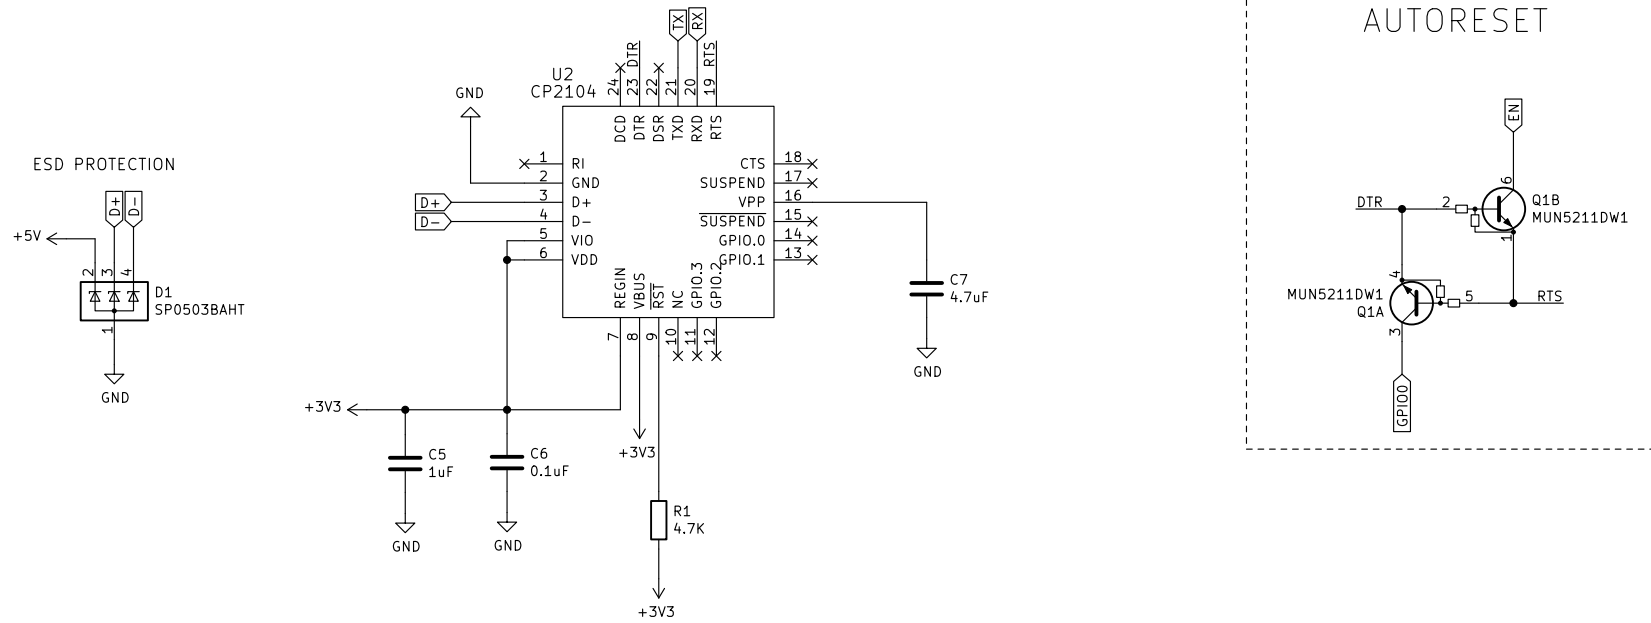 AUTORESET
ESD PROTECTION
D+
D-
+5V
2
3
4
1
D1
SP0503BAHT
GND
U2
CP2104
GND
TX
RX
DTR
RTS
24
23
22
21
20
19
DCD
DTR
DSR
TXD
RXD
RTS
1
RI
2
GND
D+
3
D+
D-
4
D-
5
VIO
6
VDD
CTS
18
SUSPEND
17
VPP
16
SUSPEND
15
GPIO.0
14
GPIO.1
13
REGIN
VBUS
RST
NC
GPIO.3
GPIO.2
7
8
9
10
11
12
C7
4.7uF
GND
+3V3
C5
1uF
GND
C6
0.1uF
GND
+3V3
R1
4.7K
+3V3
EN
6
DTR
2
Q1B
MUN5211DW1
1
4
MUN5211DW1
Q1A
5
RTS
3
GPIO0